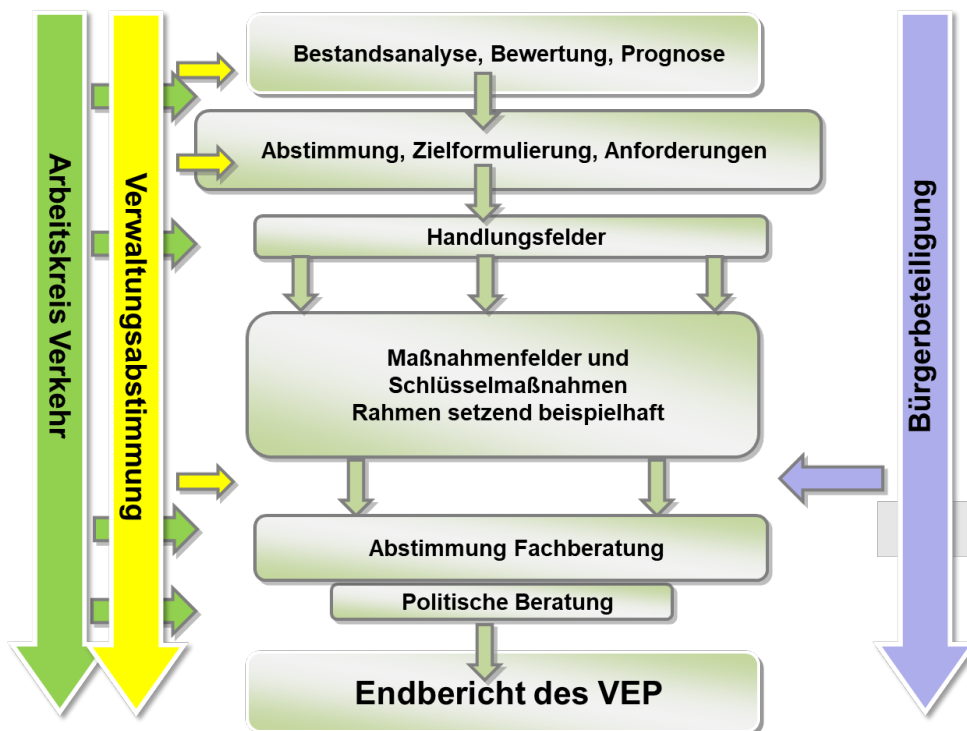 Arbeitskreis Verkehr
Verwaltungsabstimmung
Bestandsanalyse, Bewertung, Prognose
Abstimmung, Zielformulierung, Anforderungen
Handlungsfelder
Maßnahmenfelder und
Schlüsselmaßnahmen
Rahmen setzend beispielhaft
Abstimmung Fachberatung
Politische Beratung
Endbericht des VEP
Bürgerbeteiligung